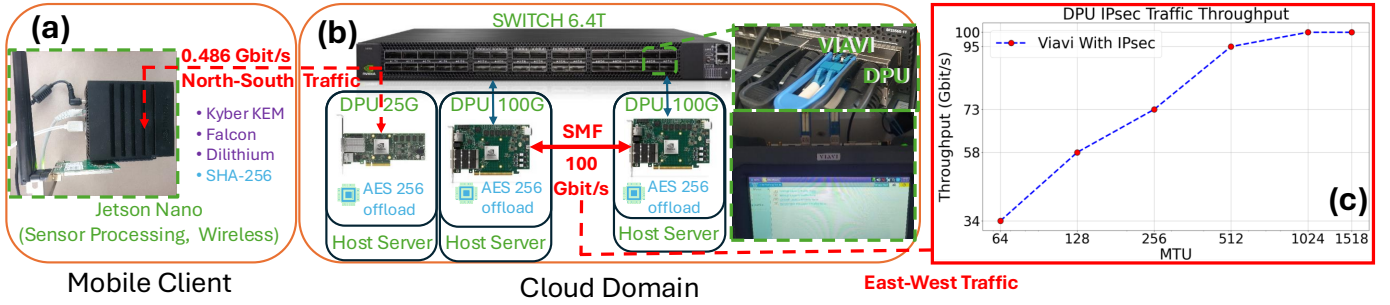 (a)
0.486 Gbit/s
North-South Traffic
• Kyber KEM
• Falcon
• Dilithium
• SHA-256
Jetson Nano
(Sensor Processing, Wireless)
Mobile Client
(b)
SWITCH 6.4T
DPU 25G
AES 256
offload
Host Server
DPU 100G
AES 256
offload
Host Server
SMF
100
Gbit/s
DPU 100G
AES 256
offload
Host Server
VIAVI
DPU
VIAVI
Cloud Domain
East-West Traffic
DPU IPsec Traffic Throughput
Viavi With IPsec
Throughput (Gbit/s)
100
95
73
58
34
64 128 256 512 1024 1518
MTU
(c)